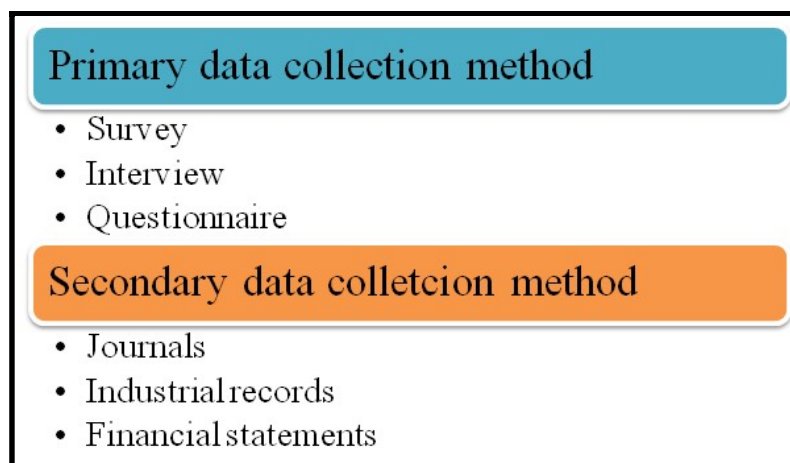 Primary data collection method
• Survey
• Interview
• Questionnaire
Secondary data colletcion method
• Journals
• Industrial records
• Financial statements